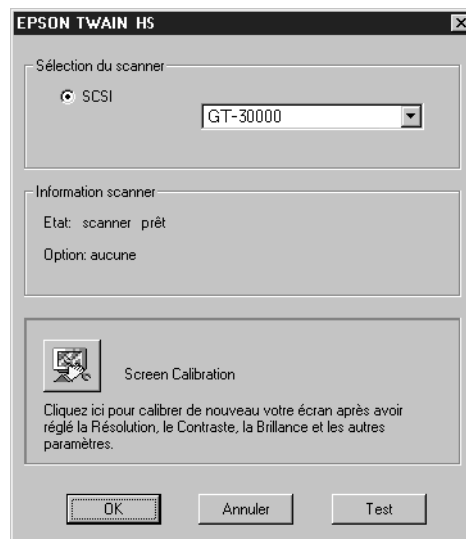 EPSON TWAIN HS
Sélection du scanner
SCSI
GT-30000
Information scanner
Etat: scanner prêt
Option: aucune
Screen Calibration
Cliquez ici pour calibrer de nouveau votre écran après avoir
réglé la Résolution, le Contraste, la Brillance et les autres
paramètres.
OK
Annuler
Test